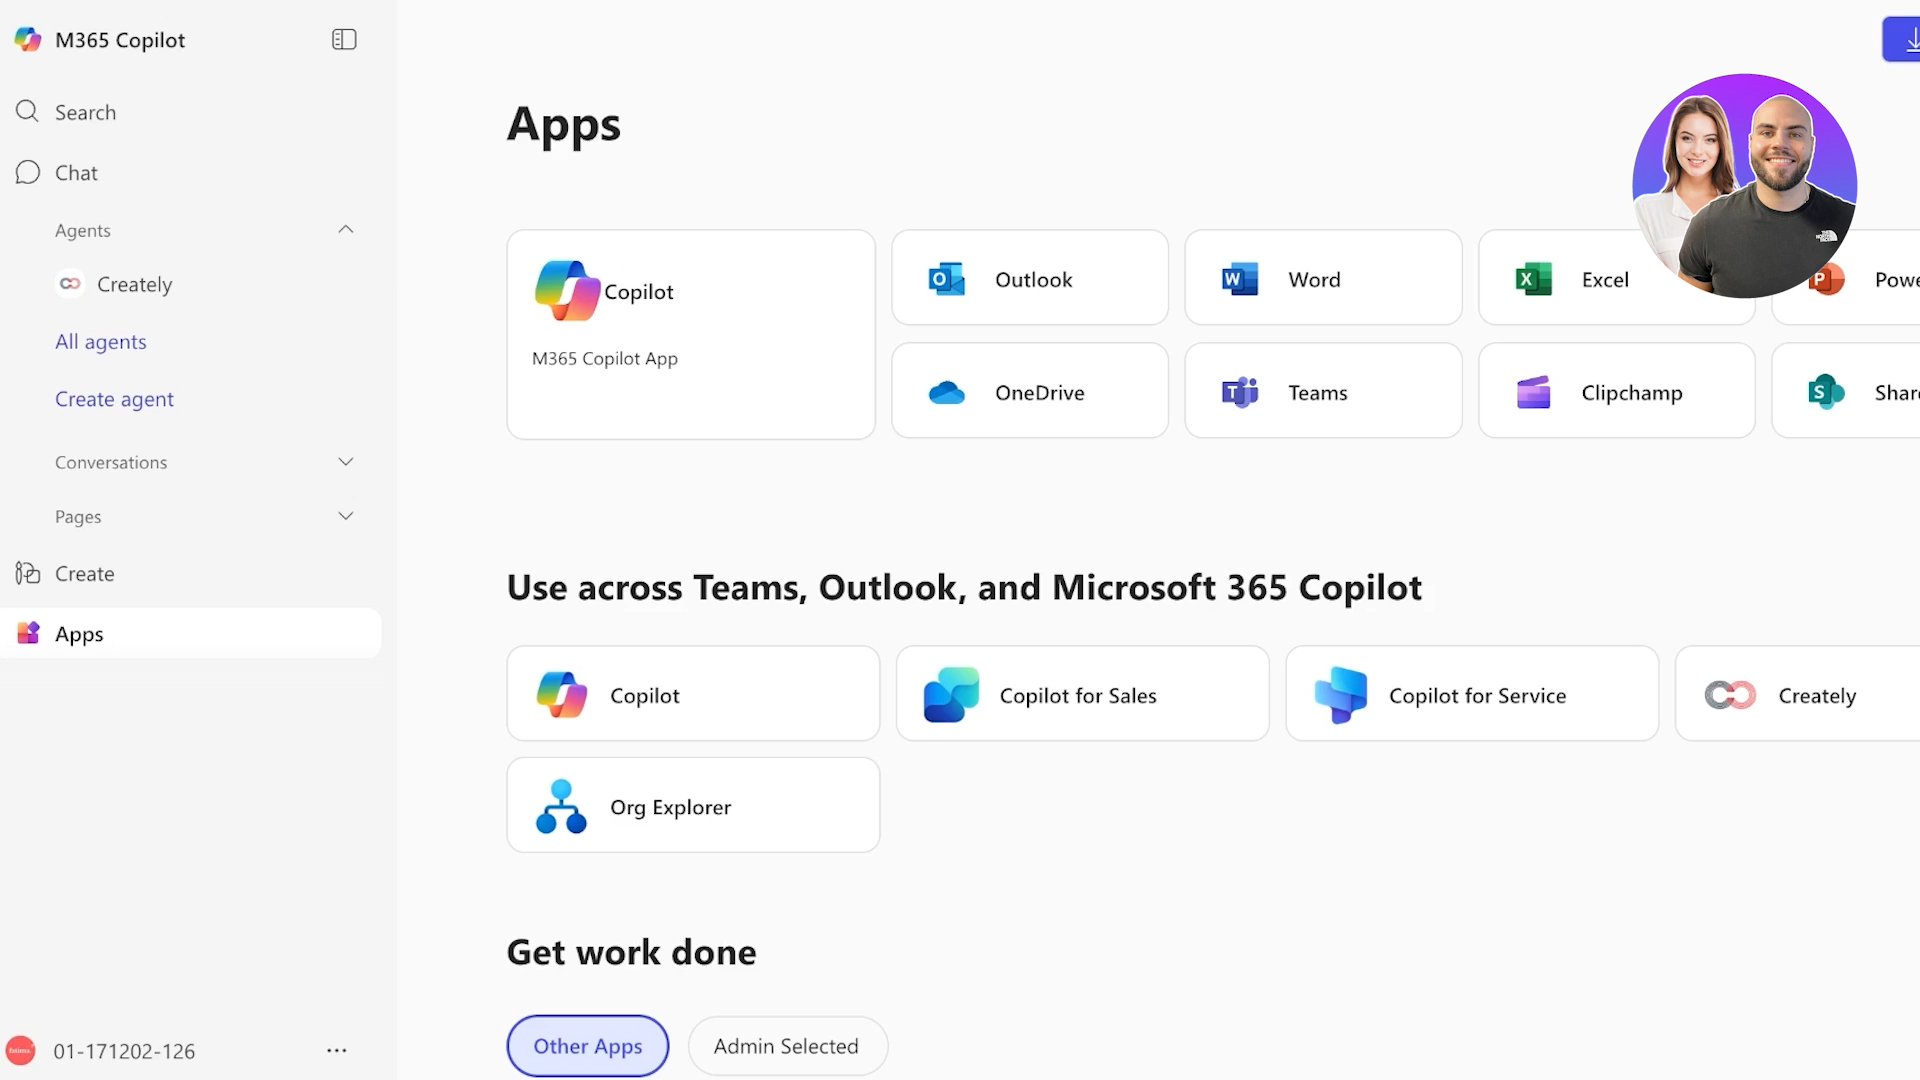 M365 Copilot
Search
Chat
Agents
Creately
All agents
Create agent
Conversations
Pages
Create
Apps
01-171202-126
Apps
Copilot
M365 Copilot App
Outlook
Word
Excel
Powe
OneDrive
Teams
Clipchamp
Share
Use across Teams, Outlook, and Microsoft 365 Copilot
Copilot
Copilot for Sales
Copilot for Service
Creately
Org Explorer
Get work done
Other Apps
Admin Selected